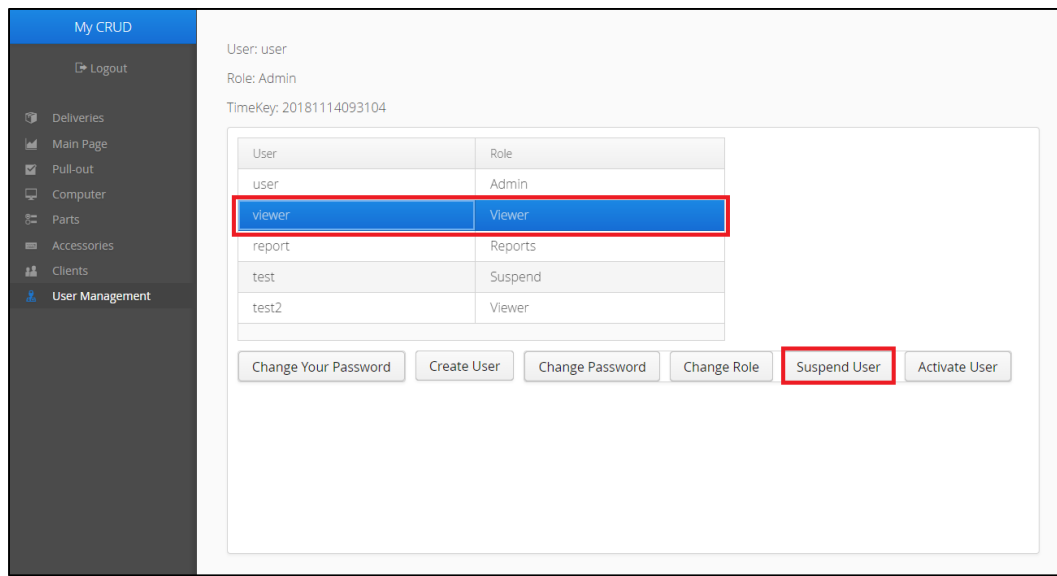 My CRUD
Logout
Deliveries
Main Page
Pull-out
Computer
Parts
Accessories
Clients
User Management
User: user
Role: Admin
TimeKey: 20181114093104
User Role
user Admin
viewer Viewer
report Reports
test Suspend
test2 Viewer
Change Your Password Create User Change Password Change Role Suspend User Activate User